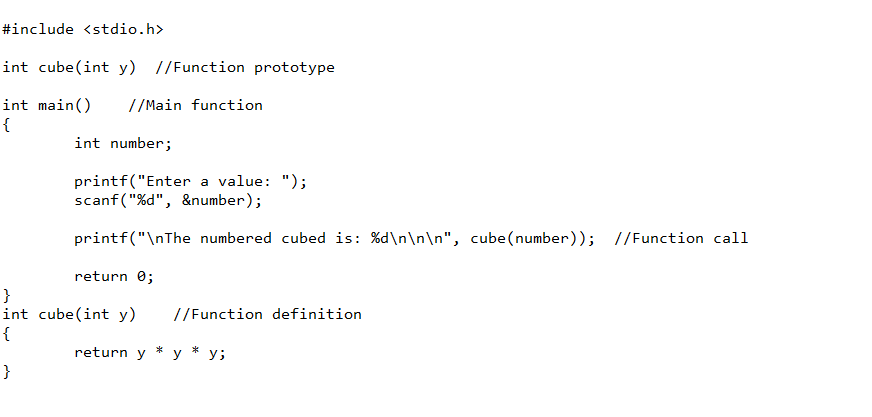 #include <stdio.h>
int cube(int y)  //Function prototype
int main()    //Main function
{
        int number;
        printf("Enter a value: ");
        scanf("%d", &number);
        printf("\nThe numbered cubed is: %d\n\n\n", cube(number));  //Function call
        return 0;
}
int cube(int y)    //Function definition
{
        return y * y * y;
}